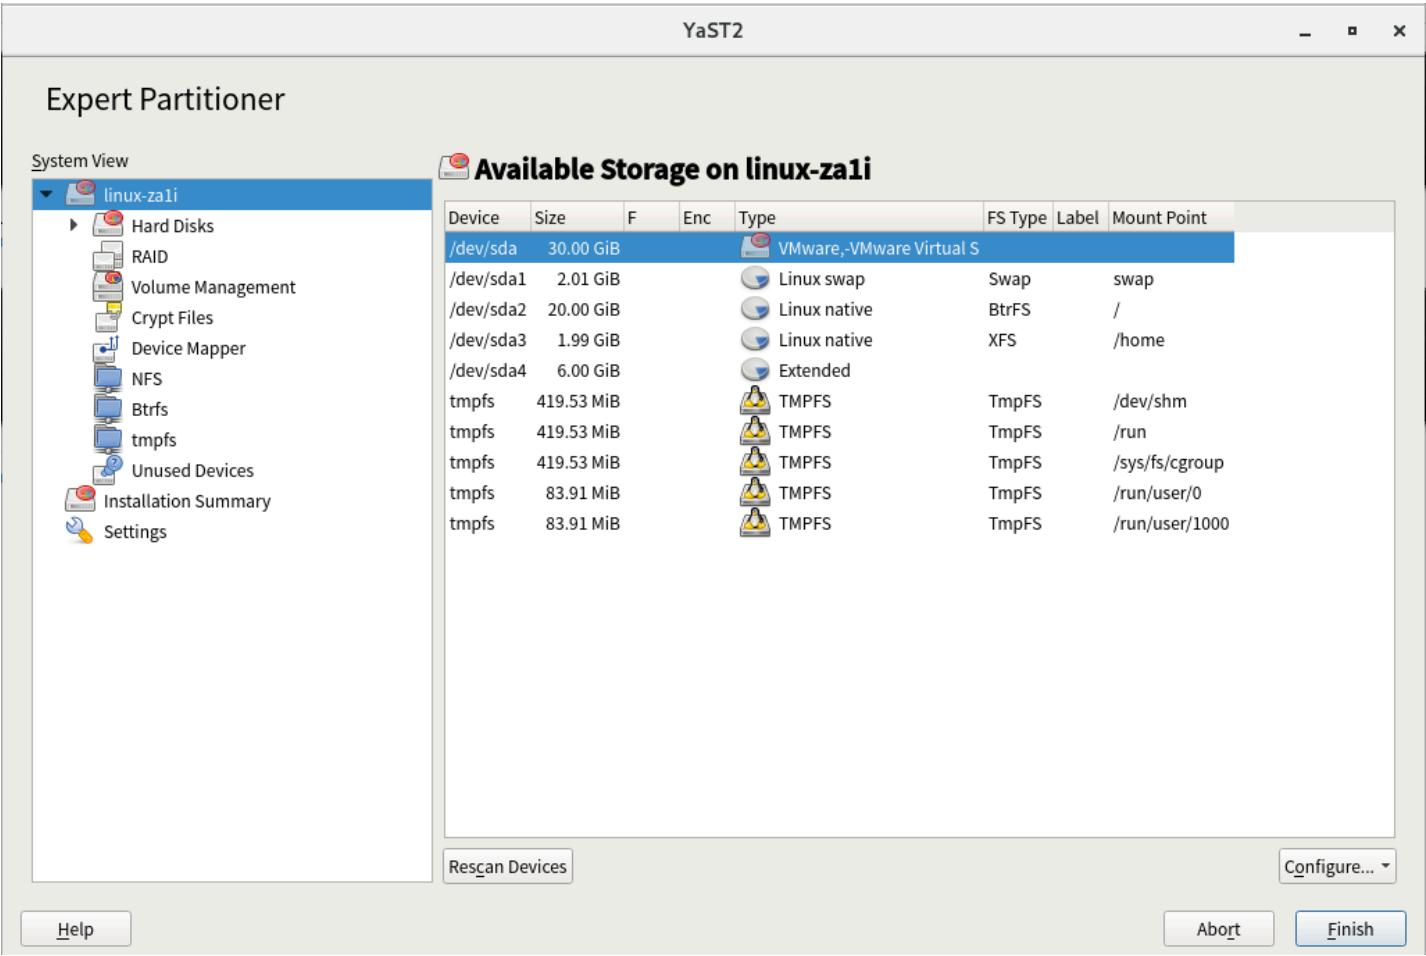 YaST2
Expert Partitioner
System View
linux-za1i
Hard Disks
RAID
Volume Management
Crypt Files
Device Mapper
NFS
Btrfs
tmpfs
Unused Devices
Installation Summary
Settings
Available Storage on linux-za1i
Device Size F Enc Type FS Type Label Mount Point
/dev/sda 30.00 GiB VMware,-VMware Virtual S
/dev/sda1 2.01 GiB Linux swap Swap swap
/dev/sda2 20.00 GiB Linux native BtrFS /
/dev/sda3 1.99 GiB Linux native XFS /home
/dev/sda4 6.00 GiB Extended
tmpfs 419.53 MiB TMPFS TmpFS /dev/shm
tmpfs 419.53 MiB TMPFS TmpFS /run
tmpfs 419.53 MiB TMPFS TmpFS /sys/fs/cgroup
tmpfs 83.91 MiB TMPFS TmpFS /run/user/0
tmpfs 83.91 MiB TMPFS TmpFS /run/user/1000
Rescan Devices Configure...
Help Abort Finish